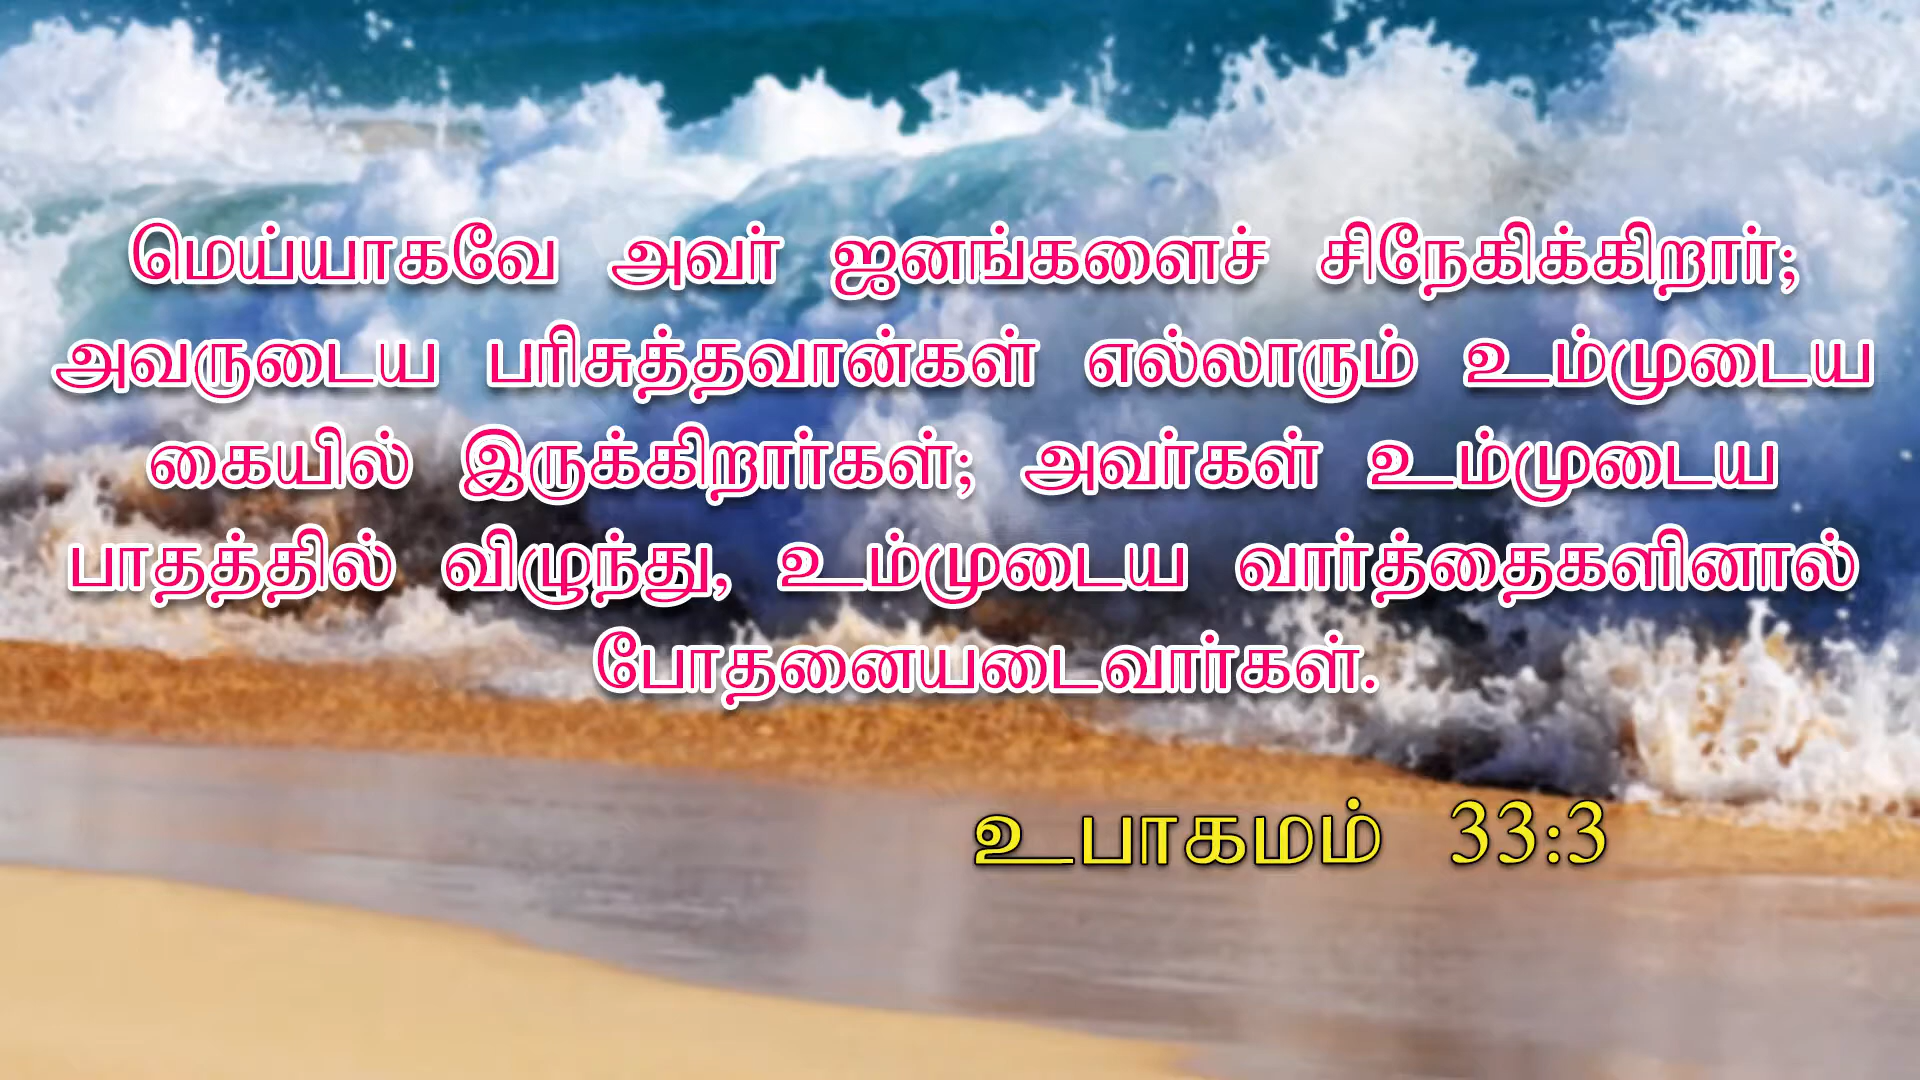 மெய்யாகவே அவர் ஜனங்களைச் சிநேகிக்கிறார்;
அவருடைய பரிசுத்தவான்கள் எல்லாரும் உம்முடைய
கையில் இருக்கிறார்கள்; அவர்கள் உம்முடைய
பாதத்தில் விழுந்து, உம்முடைய வார்த்தைகளினால்
போதனையடைவார்கள்.
உபாகமம் 33:3